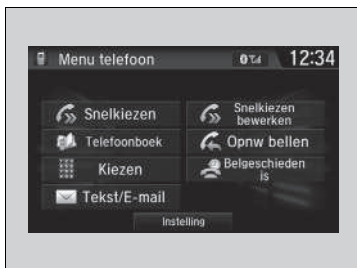 Menu telefoon
12:34
Snelkiezen
Snelkiezen
bewerken
Telefoonboek
Opnw bellen
Kiezen
Belgeschieden
is
Tekst/E-mail
Instelling